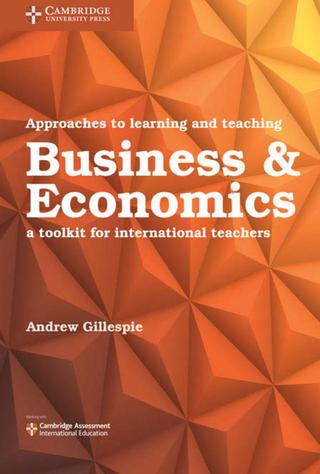 CAMBRIDGE
UNIVERSITY PRESS
Approaches to learning and teaching
Business &
Economics
a toolkit for international teachers
Andrew Gillespie
Working with
Cambridge Assessment
International Education